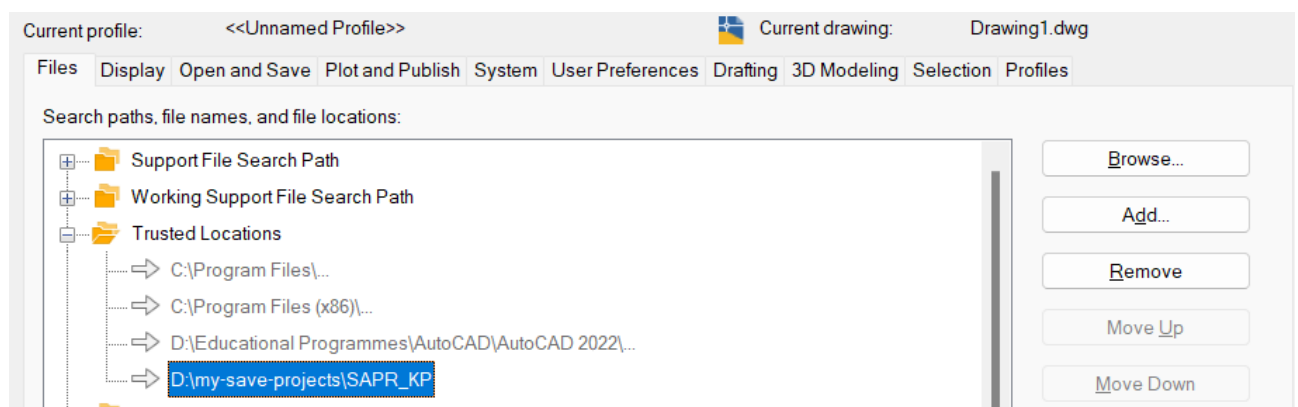 Current profile: <<Unnamed Profile>> Current drawing: Drawing1.dwg
Files Display Open and Save Plot and Publish System User Preferences Drafting 3D Modeling Selection Profiles
Search paths, file names, and file locations:
Support File Search Path
Browse...
Working Support File Search Path
Add...
Trusted Locations
C:\Program Files\...
Remove
C:\Program Files (x86)\...
Move Up
D:\Educational Programmes\AutoCAD\AutoCAD 2022\...
D:\my-save-projects\SAPR_KP
Move Down